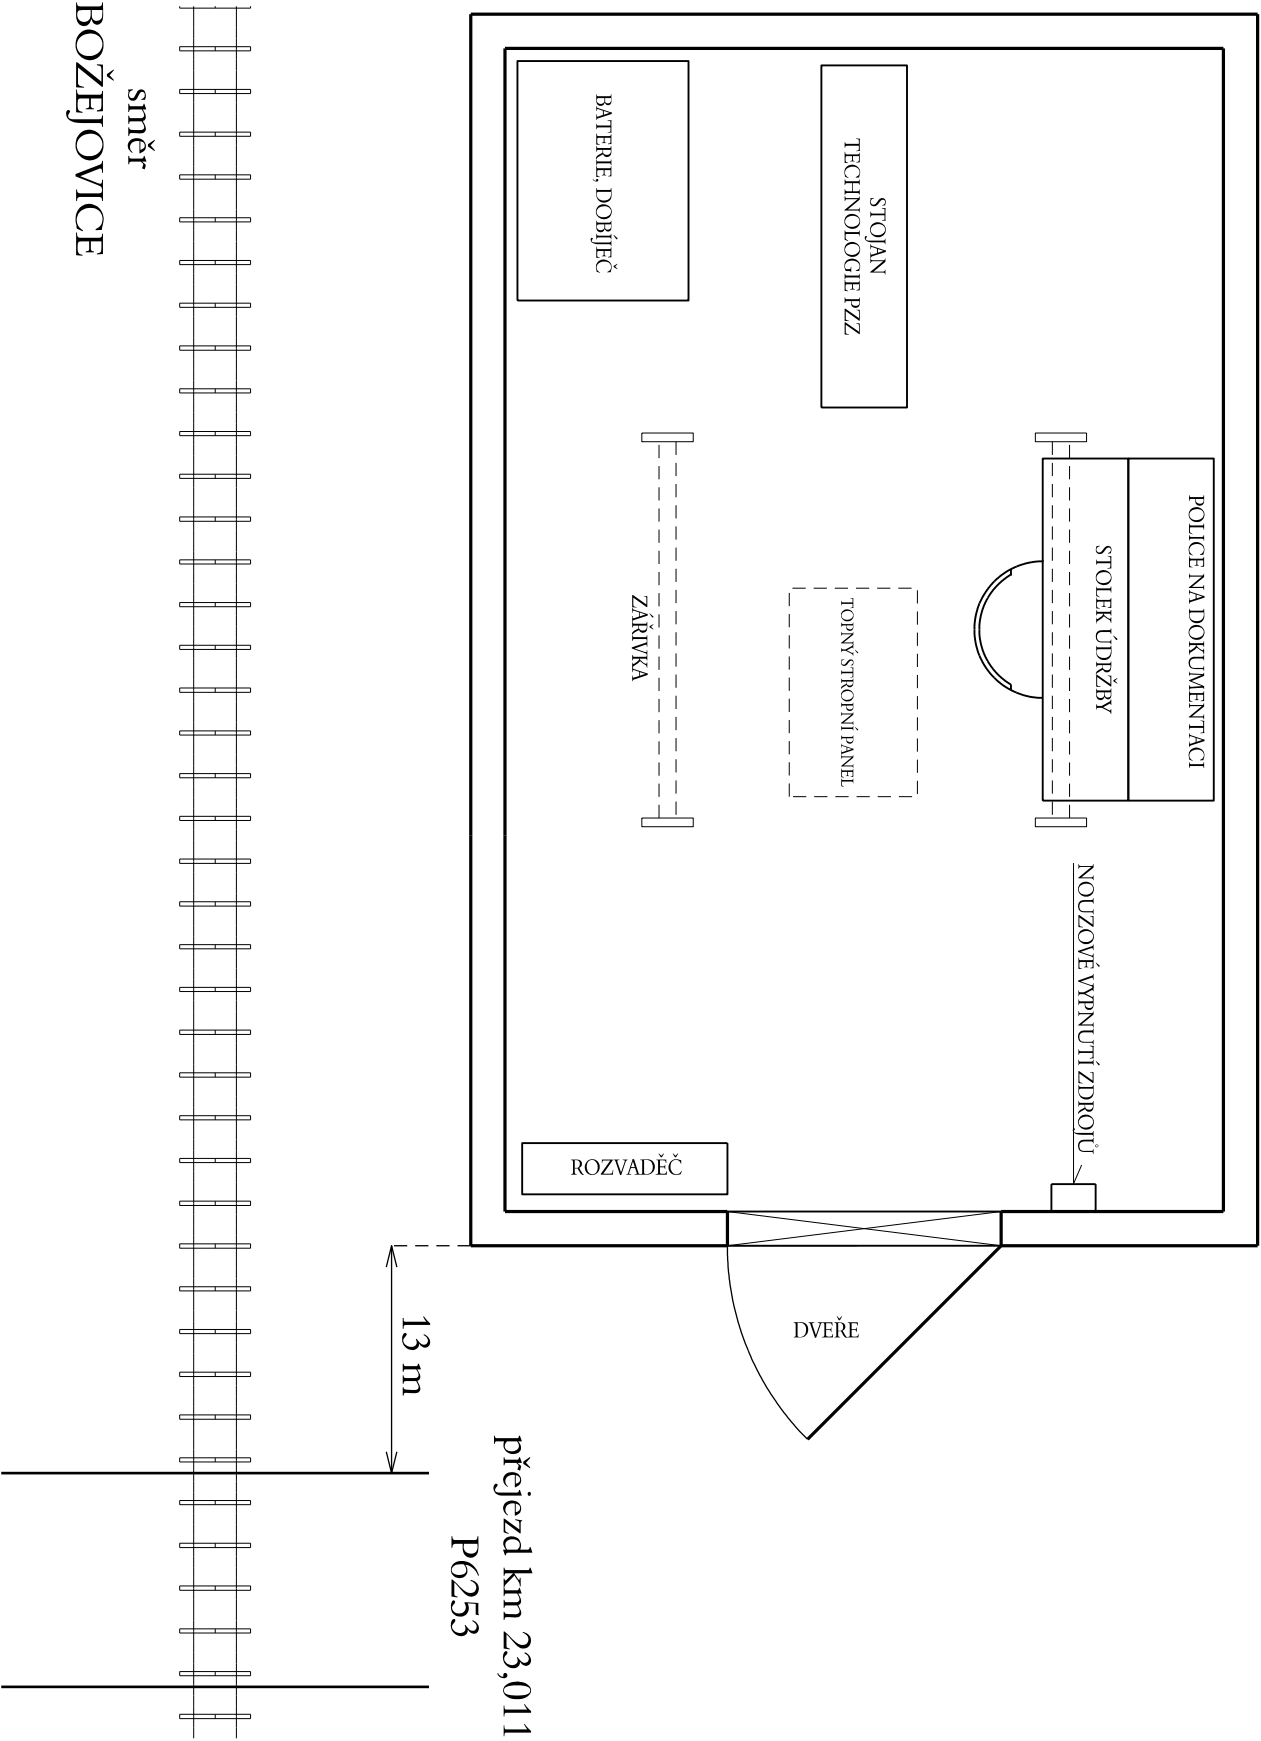 směr
BOŽEJOVICE
BATERIE, DOBÍJEČ
STOJAN
TECHNOLOGIE PZZ
POLICE NA DOKUMENTACI
STOLEK ÚDRŽBY
TOPNÝ STROPNÍ PANEL
ZÁŘIVKA
NOUZOVÉ VYPNUTÍ ZDROJŮ
ROZVADĚČ
DVEŘE
13 m
přejezd km 23,011
P6253